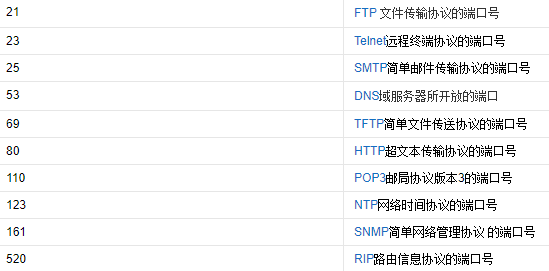 21 FTP 文件传输协议的端口号
23 Telnet远程终端协议的端口号
25 SMTP简单邮件传输协议的端口号
53 DNS域服务器所开放的端口
69 TFTP简单文件传送协议的端口号
80 HTTP超文本传输协议的端口号
110 POP3邮局协议版本3的端口号
123 NTP网络时间协议的端口号
161 SNMP简单网络管理协议 的端口号
520 RIP路由信息协议的端口号